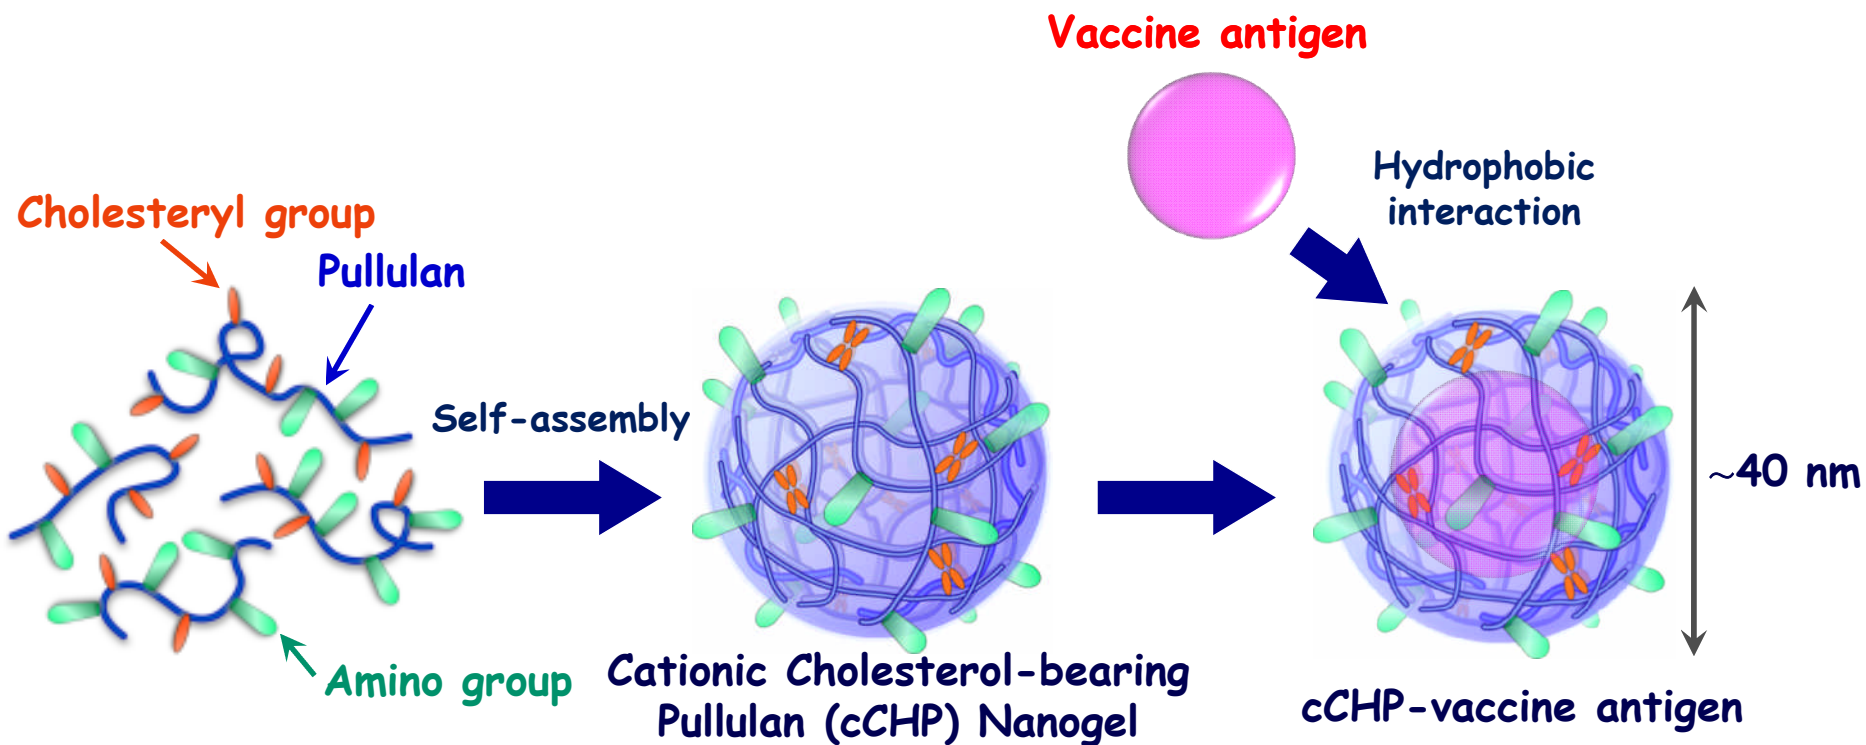 Vaccine antigen
Hydrophobic
interaction
Cholesteryl group
Pullulan
Self-assembly
~40 nm
Amino group
Cationic Cholesterol-bearing
Pullulan (cCHP) Nanogel
cCHP-vaccine antigen